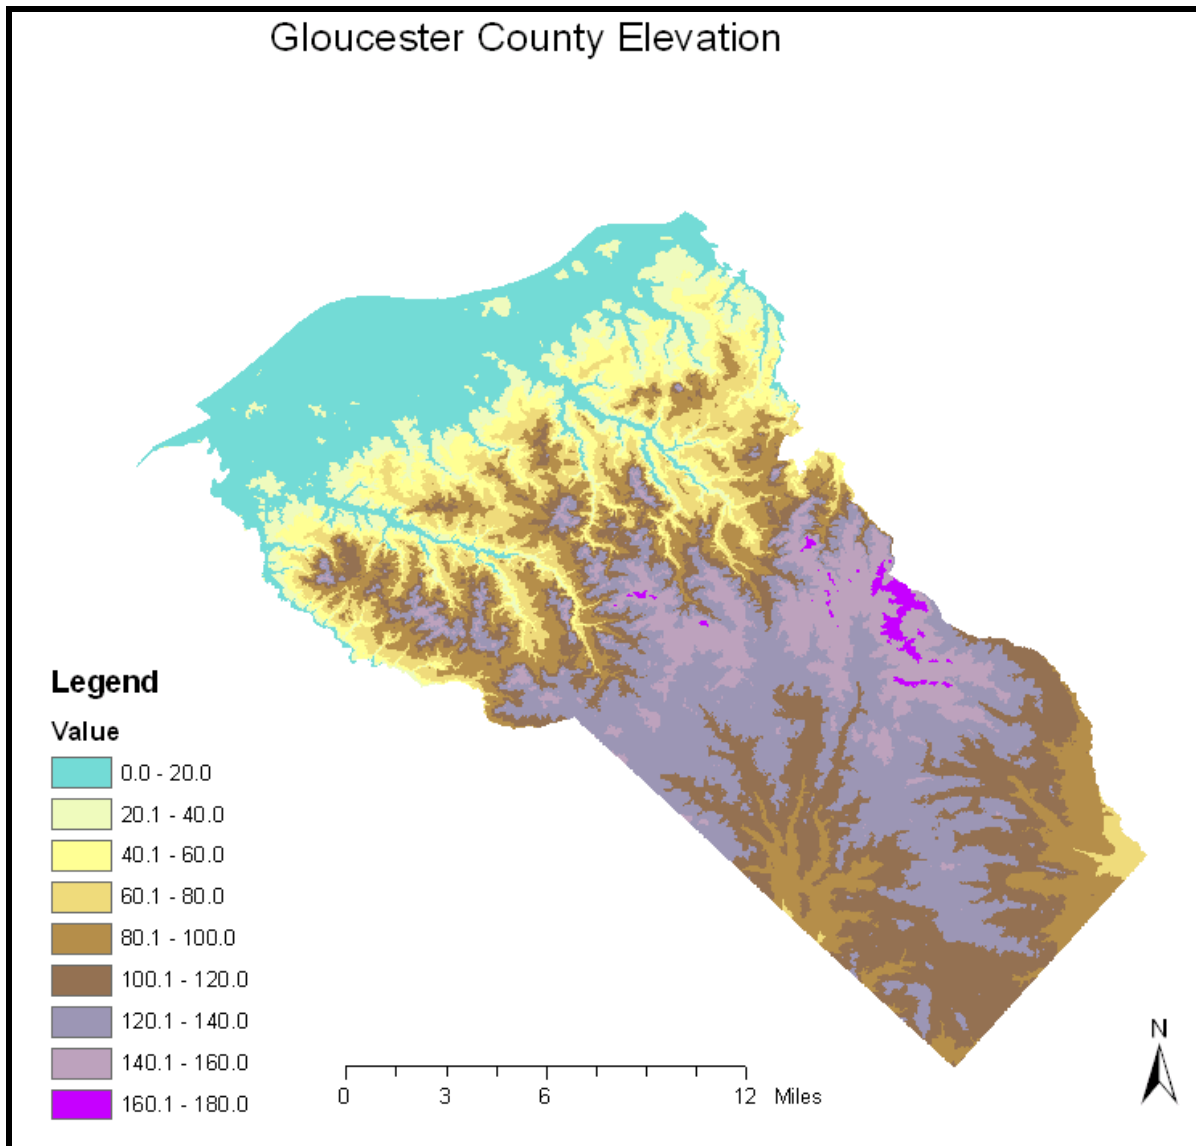 Gloucester County Elevation
Legend
Value
0.0 - 20.0
20.1 - 40.0
40.1 - 60.0
60.1 - 80.0
80.1 - 100.0
100.1 - 120.0
120.1 - 140.0
140.1 - 160.0
160.1 - 180.0
0 3 6 12 Miles
N